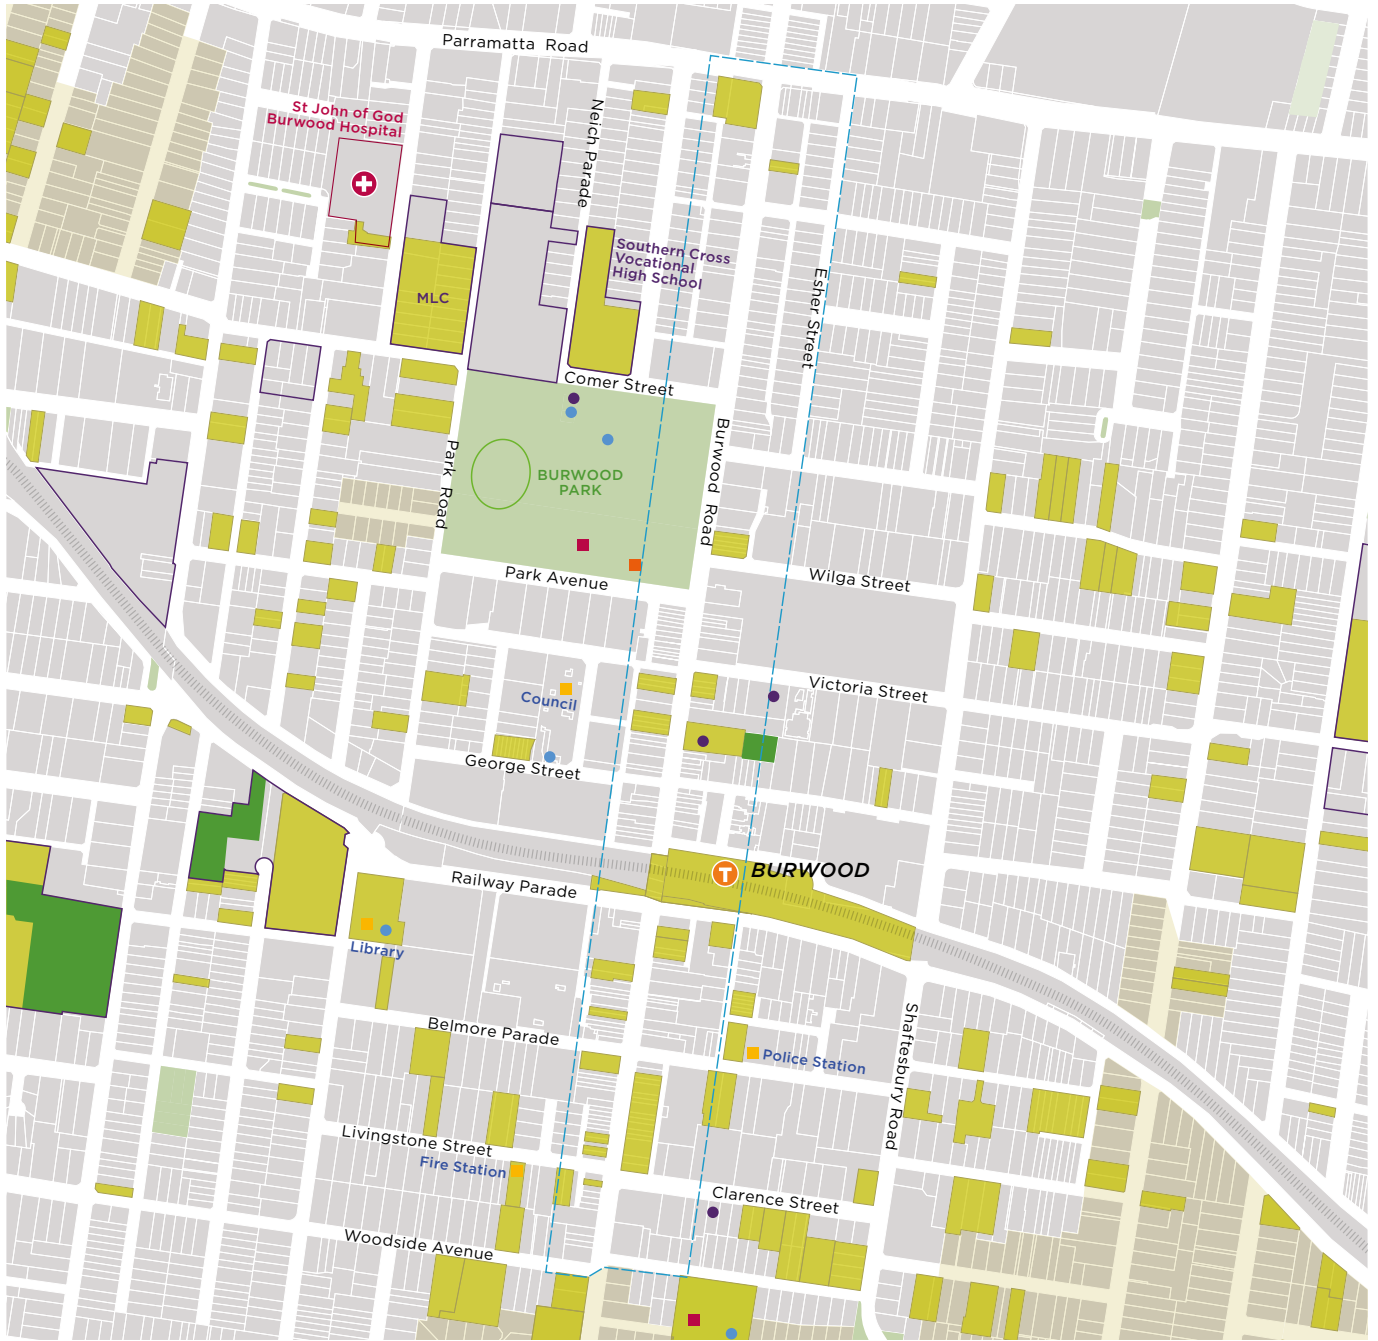 Parramatta Road
St John of God
Burwood Hospital
Neich Parade
Southern Cross
Vocational
High School
MLC
Esher Street
Comer Street
Burwood Road
Park Road
BURWOOD
PARK
Park Avenue
Wilga Street
Victoria Street
Council
George Street
T
BURWOOD
Railway Parade
Library
Belmore Parade
Police Station
Shaftesbury Road
Livingstone Street
Fire Station
Clarence Street
Woodside Avenue